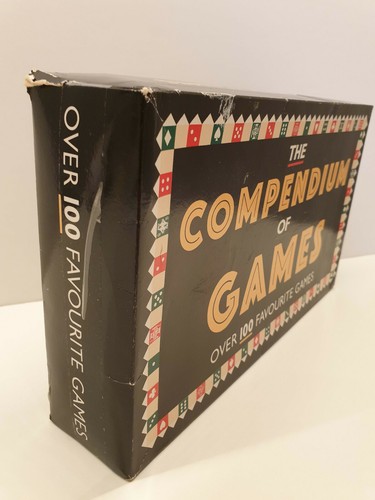 OVER 100 FAVOURITE GAMES
THE
COMPENDIUM
OF
GAMES
OVER 100 FAVOURITE GAMES